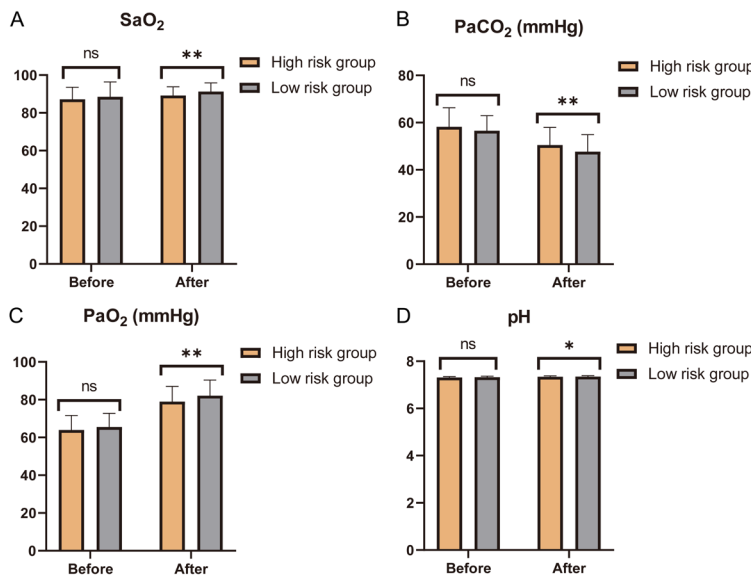 A
SaO₂
100
80
60
40
20
0
ns
**
Before
After
High risk group
Low risk group
B
PaCO₂ (mmHg)
80
60
40
20
0
ns
**
Before
After
High risk group
Low risk group
C
PaO₂ (mmHg)
100
80
60
40
20
0
ns
**
Before
After
High risk group
Low risk group
D
pH
8
6
4
2
0
ns
*
Before
After
High risk group
Low risk group